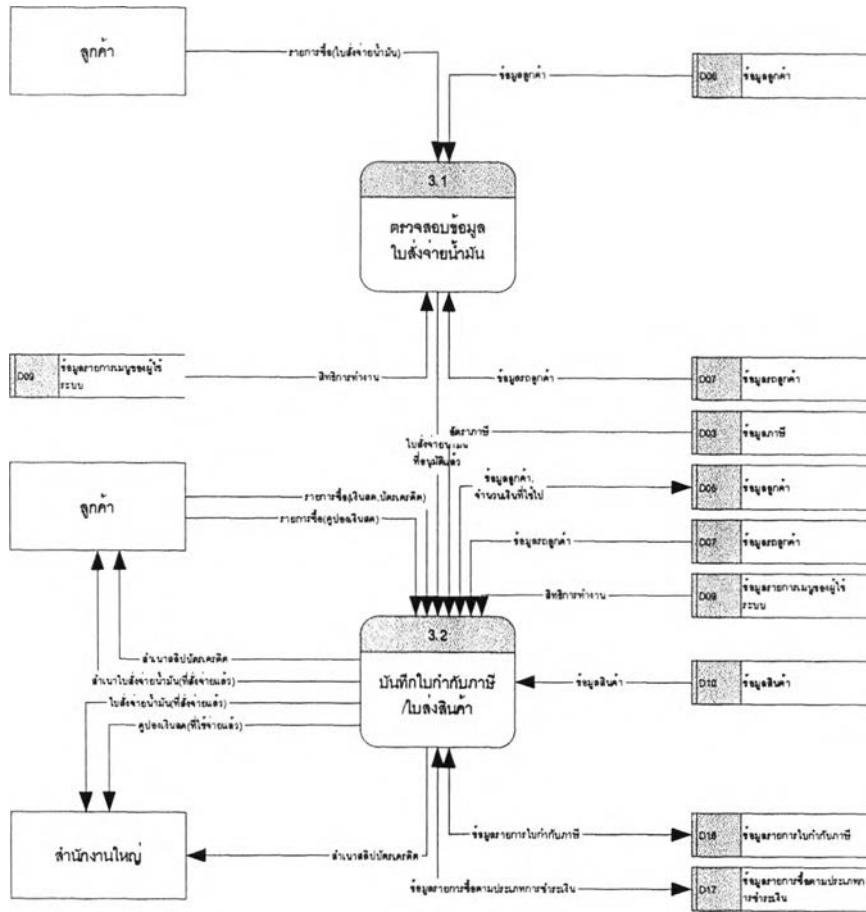 ลูกค้า
รายการซื้อ(ใบสั่งจ่ายน้ำมัน)
ข้อมูลลูกค้า
D06
ข้อมูลลูกค้า
3.1
ตรวจสอบข้อมูล
ใบสั่งจ่ายน้ำมัน
D09
ข้อมูลรายการเมนูของผู้ใช้
ระบบ
สิทธิการทำงาน
ข้อมูลรถลูกค้า
D07
ข้อมูลรถลูกค้า
อัตราภาษี
D03
ข้อมูลภาษี
ใบสั่งจ่ายน้ำมัน
ที่อนุมัติแล้ว
ข้อมูลลูกค้า,
จำนวนเงินที่ใช้ไป
D06
ข้อมูลลูกค้า
ลูกค้า
รายการซื้อ(เงินสด,บัตรเครดิต)
รายการซื้อ(คูปองเงินสด)
ข้อมูลรถลูกค้า
D07
ข้อมูลรถลูกค้า
สิทธิการทำงาน
D09
ข้อมูลรายการเมนูของผู้ใช้
ระบบ
3.2
บันทึกใบกำกับภาษี
/ใบส่งสินค้า
สำเนาสลิปบัตรเครดิต
สำเนาใบสั่งจ่ายน้ำมัน(ที่สั่งจ่ายแล้ว)
ใบสั่งจ่ายน้ำมัน(ที่สั่งจ่ายแล้ว)
คูปองเงินสด(ที่ใช้จ่ายแล้ว)
ข้อมูลสินค้า
D10
ข้อมูลสินค้า
สำนักงานใหญ่
สำเนาสลิปบัตรเครดิต
ข้อมูลรายการใบกำกับภาษี
D16
ข้อมูลรายการใบกำกับภาษี
ข้อมูลรายการซื้อตามประเภทการชำระเงิน
D17
ข้อมูลรายการซื้อตามประเภทก
ารชำระเงิน